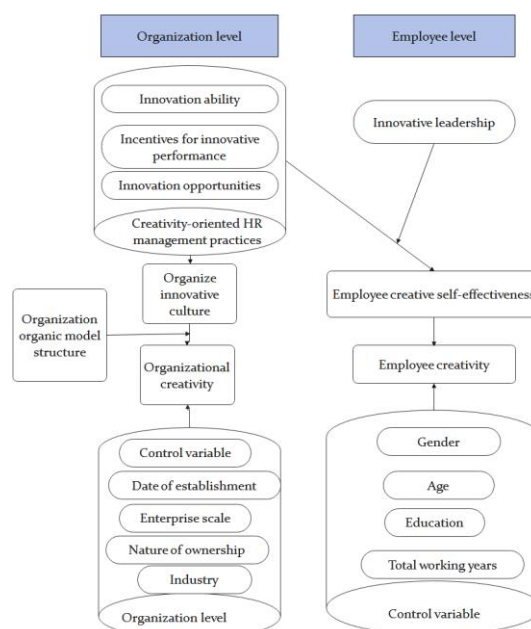 Organization level
Employee level
Innovation ability
Incentives for innovative
performance
Innovation opportunities
Creativity-oriented HR
management practices
Innovative leadership
Organize
innovative
culture
Employee creative self-effectiveness
Organization
organic model
structure
Organizational
creativity
Employee creativity
Control variable
Date of establishment
Enterprise scale
Nature of ownership
Industry
Organization level
Gender
Age
Education
Total working years
Control variable